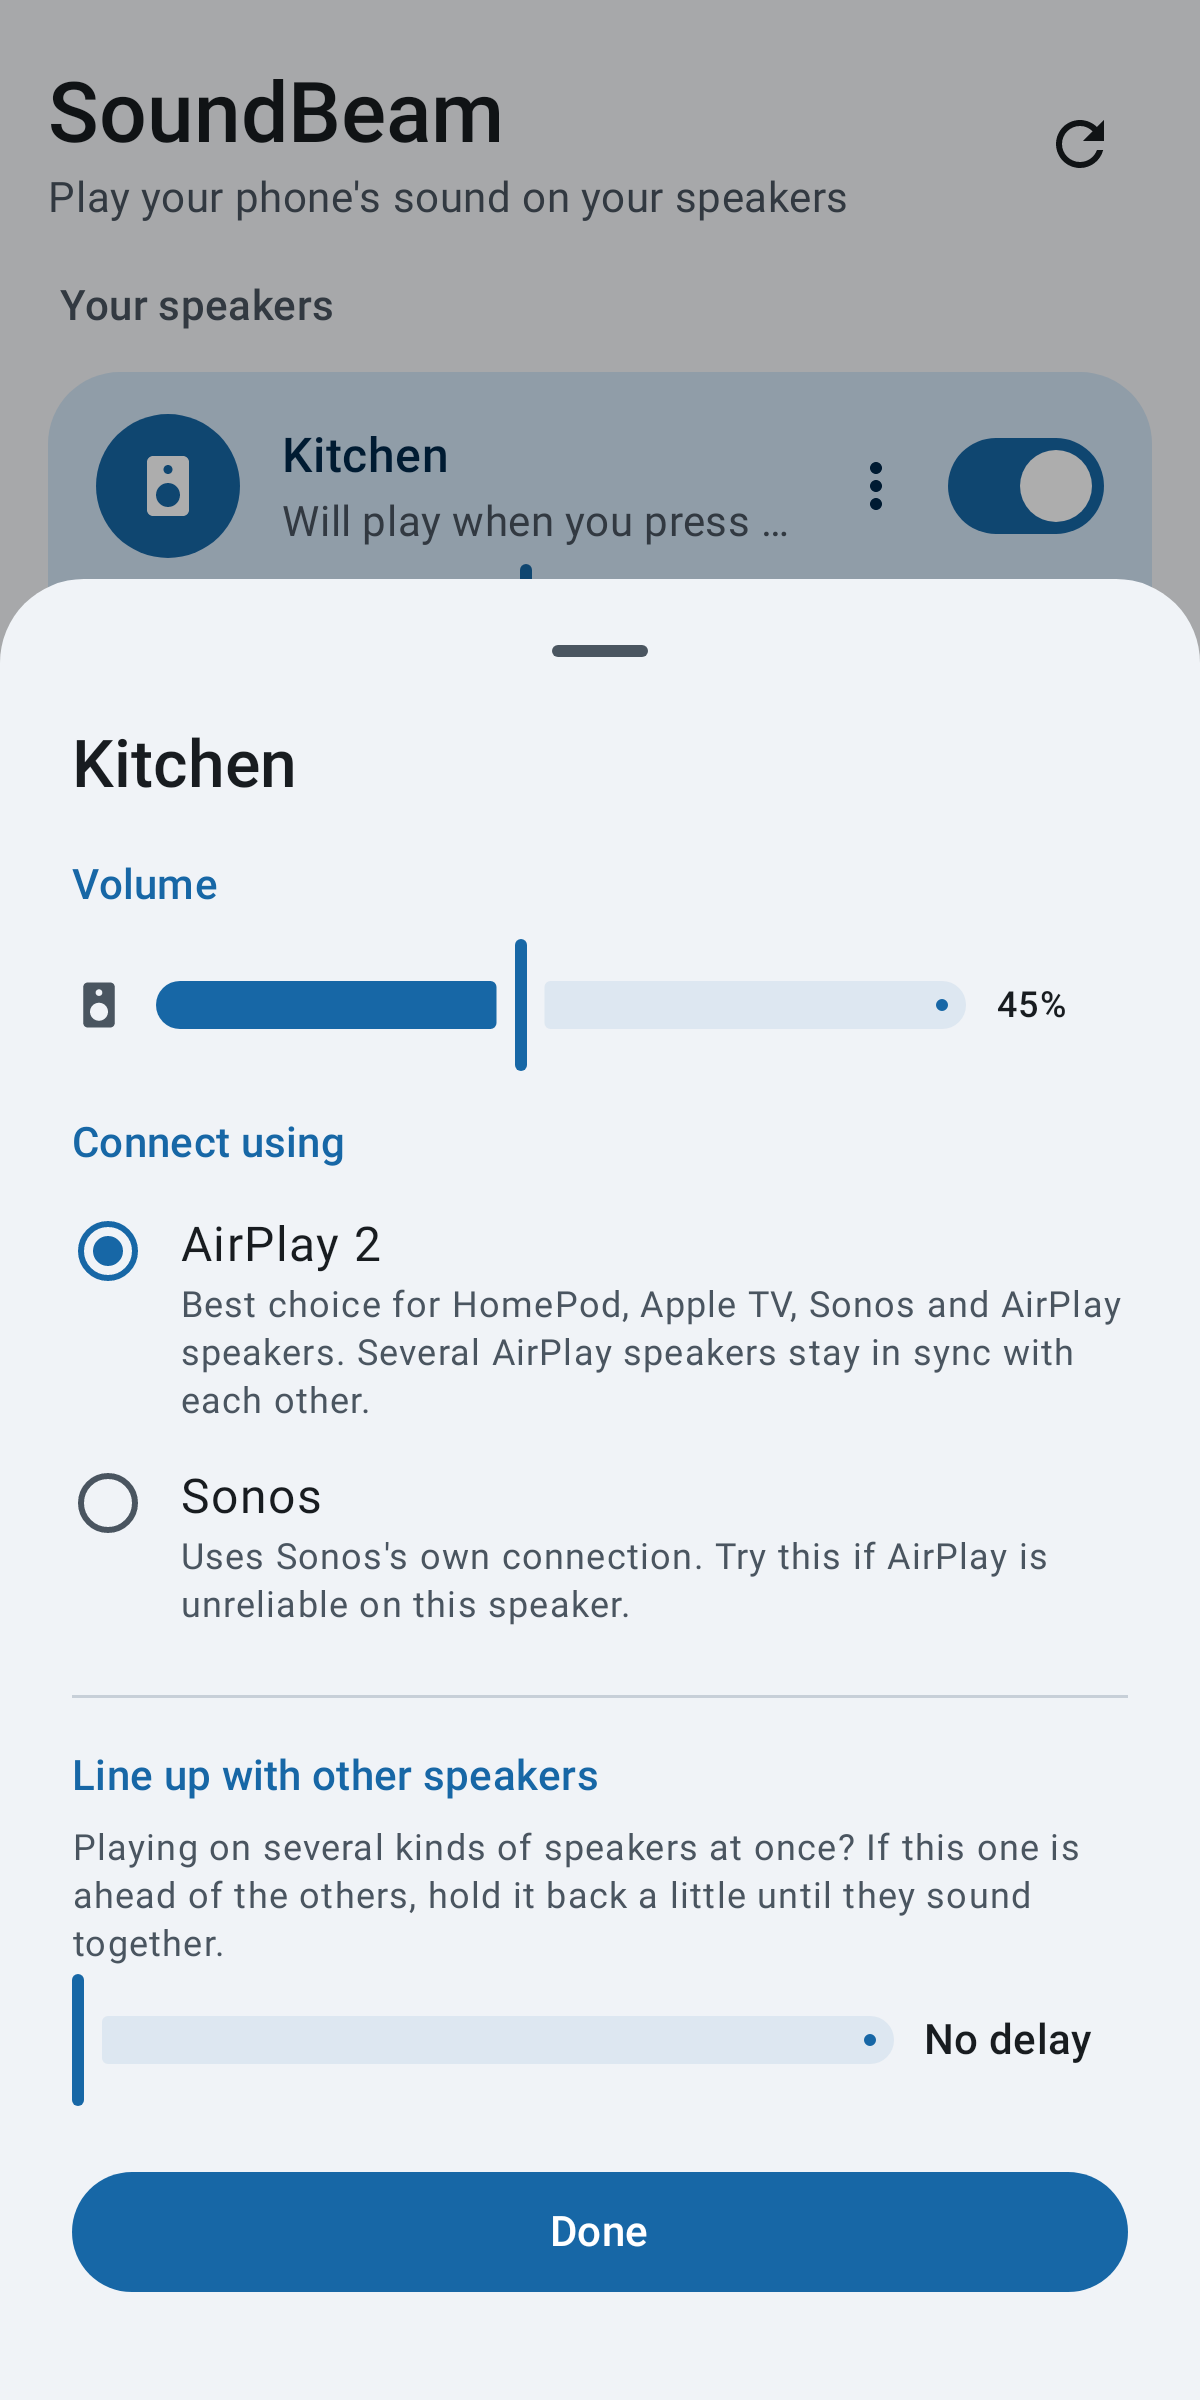 SoundBeam
Play your phone's sound on your speakers
Your speakers
Kitchen
Will play when you press ...
Kitchen
Volume
45%
Connect using
AirPlay 2
Best choice for HomePod, Apple TV, Sonos and AirPlay
speakers. Several AirPlay speakers stay in sync with
each other.
Sonos
Uses Sonos's own connection. Try this if AirPlay is
unreliable on this speaker.
Line up with other speakers
Playing on several kinds of speakers at once? If this one is
ahead of the others, hold it back a little until they sound
together.
No delay
Done